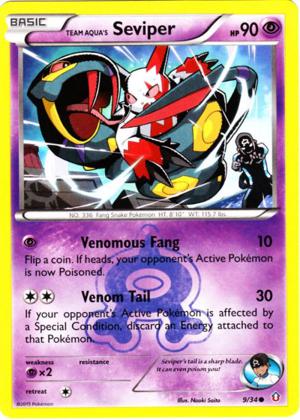 BASIC
TEAM AQUA'S Seviper HP 90
NO. 336 Fang Snake Pokémon HT. 8'10" WT. 115.7 lbs.
Venomous Fang 10
Flip a coin. If heads, your opponent's Active Pokémon
is now Poisoned.
Venom Tail 30
If your opponent's Active Pokémon is affected by
a Special Condition, discard an Energy attached
to that Pokémon.
weakness resistance
×2
Seviper's tail is a sharp blade.
It can even poison enemies.
retreat
Illus. Naoki Saito 9/34
©2015 Pokémon